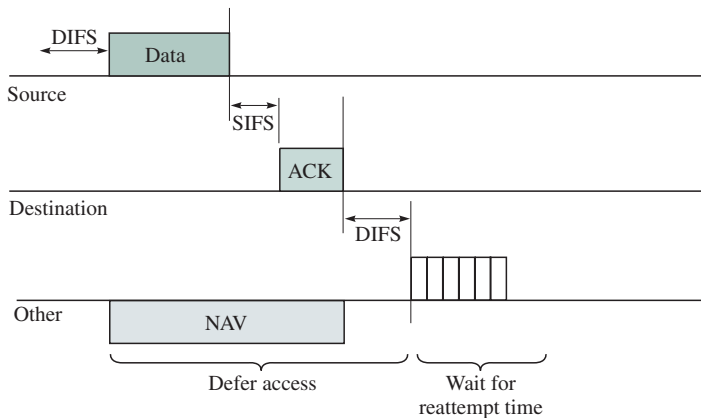 DIFS
Data
Source
SIFS
ACK
Destination
DIFS
Other
NAV
Defer access
Wait for
reattempt time